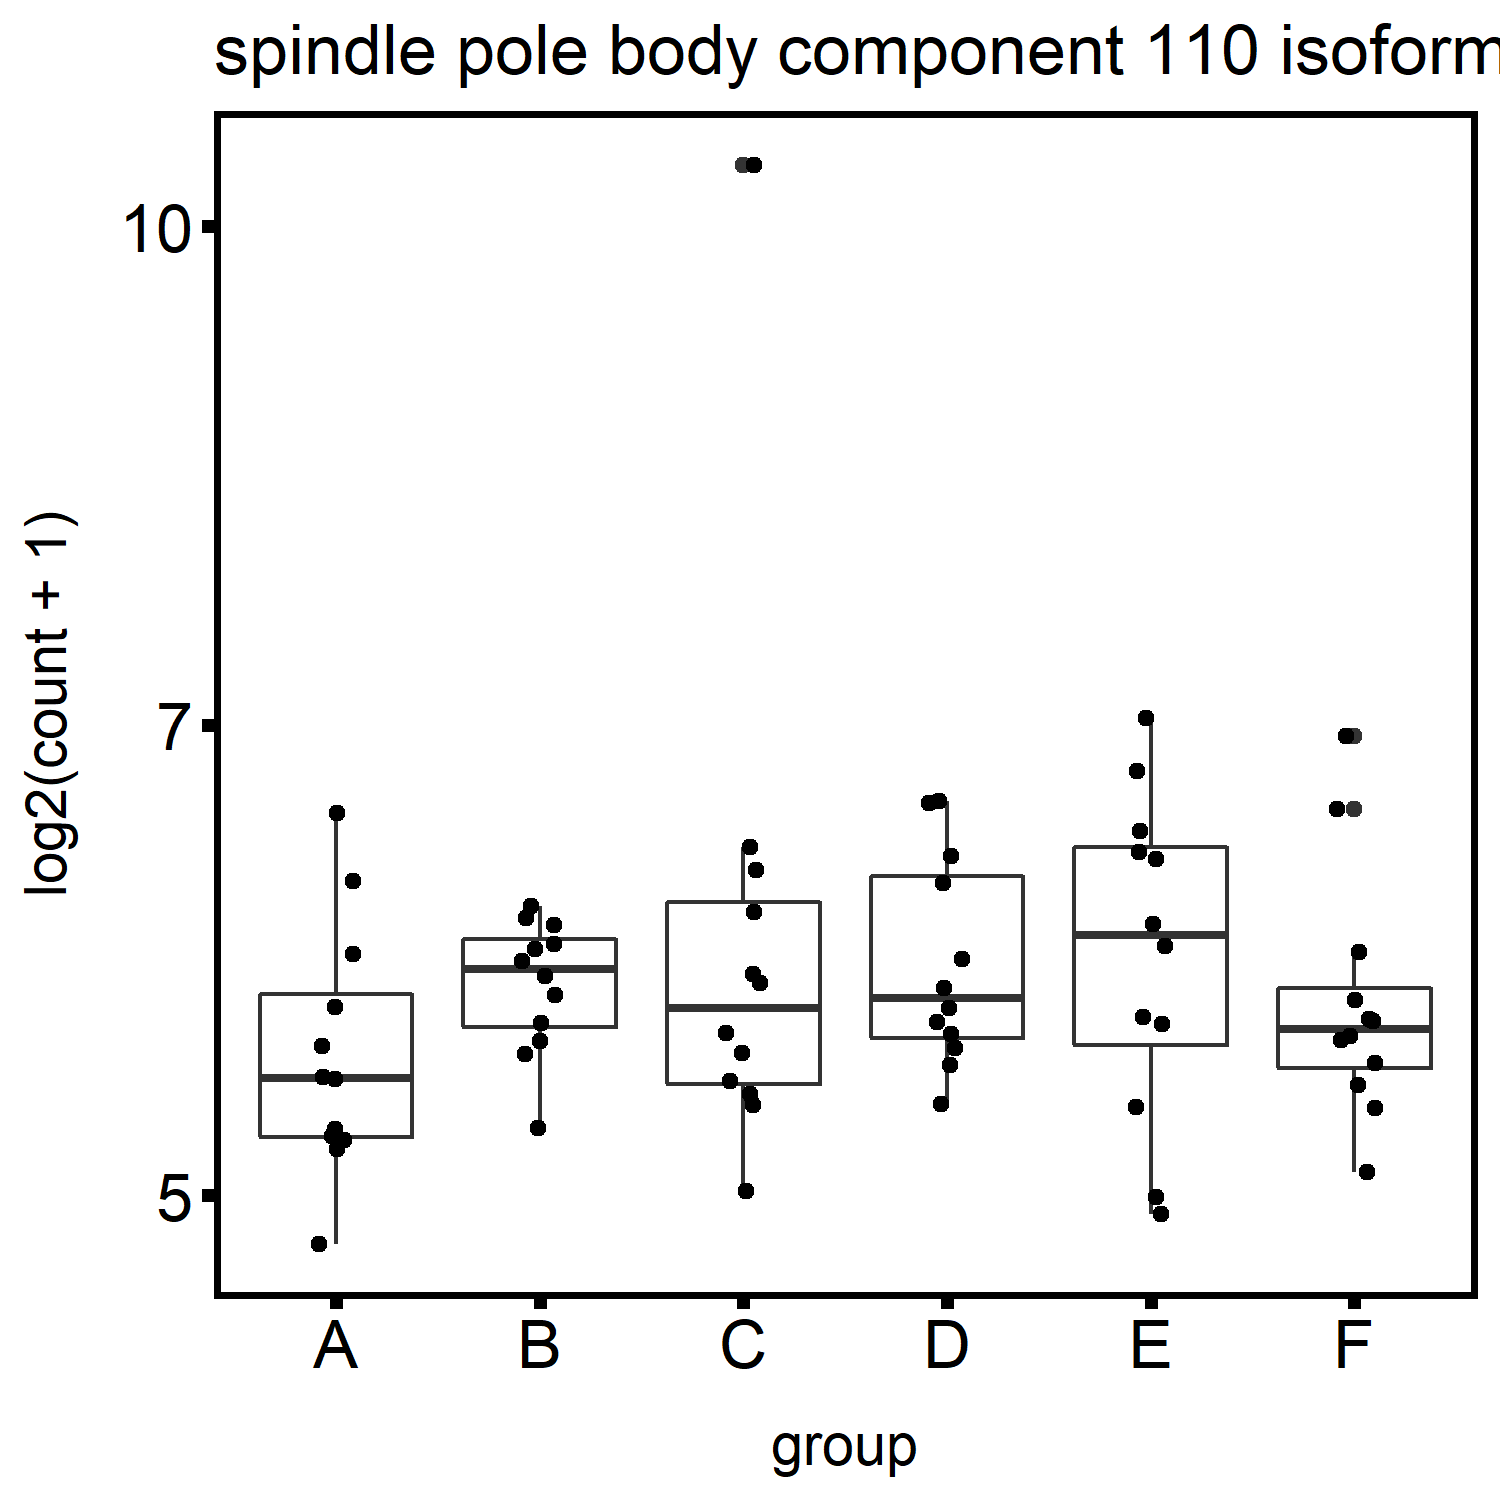 spindle pole body component 110 isoform
10
7
5
log2(count + 1)
A B C D E F
group